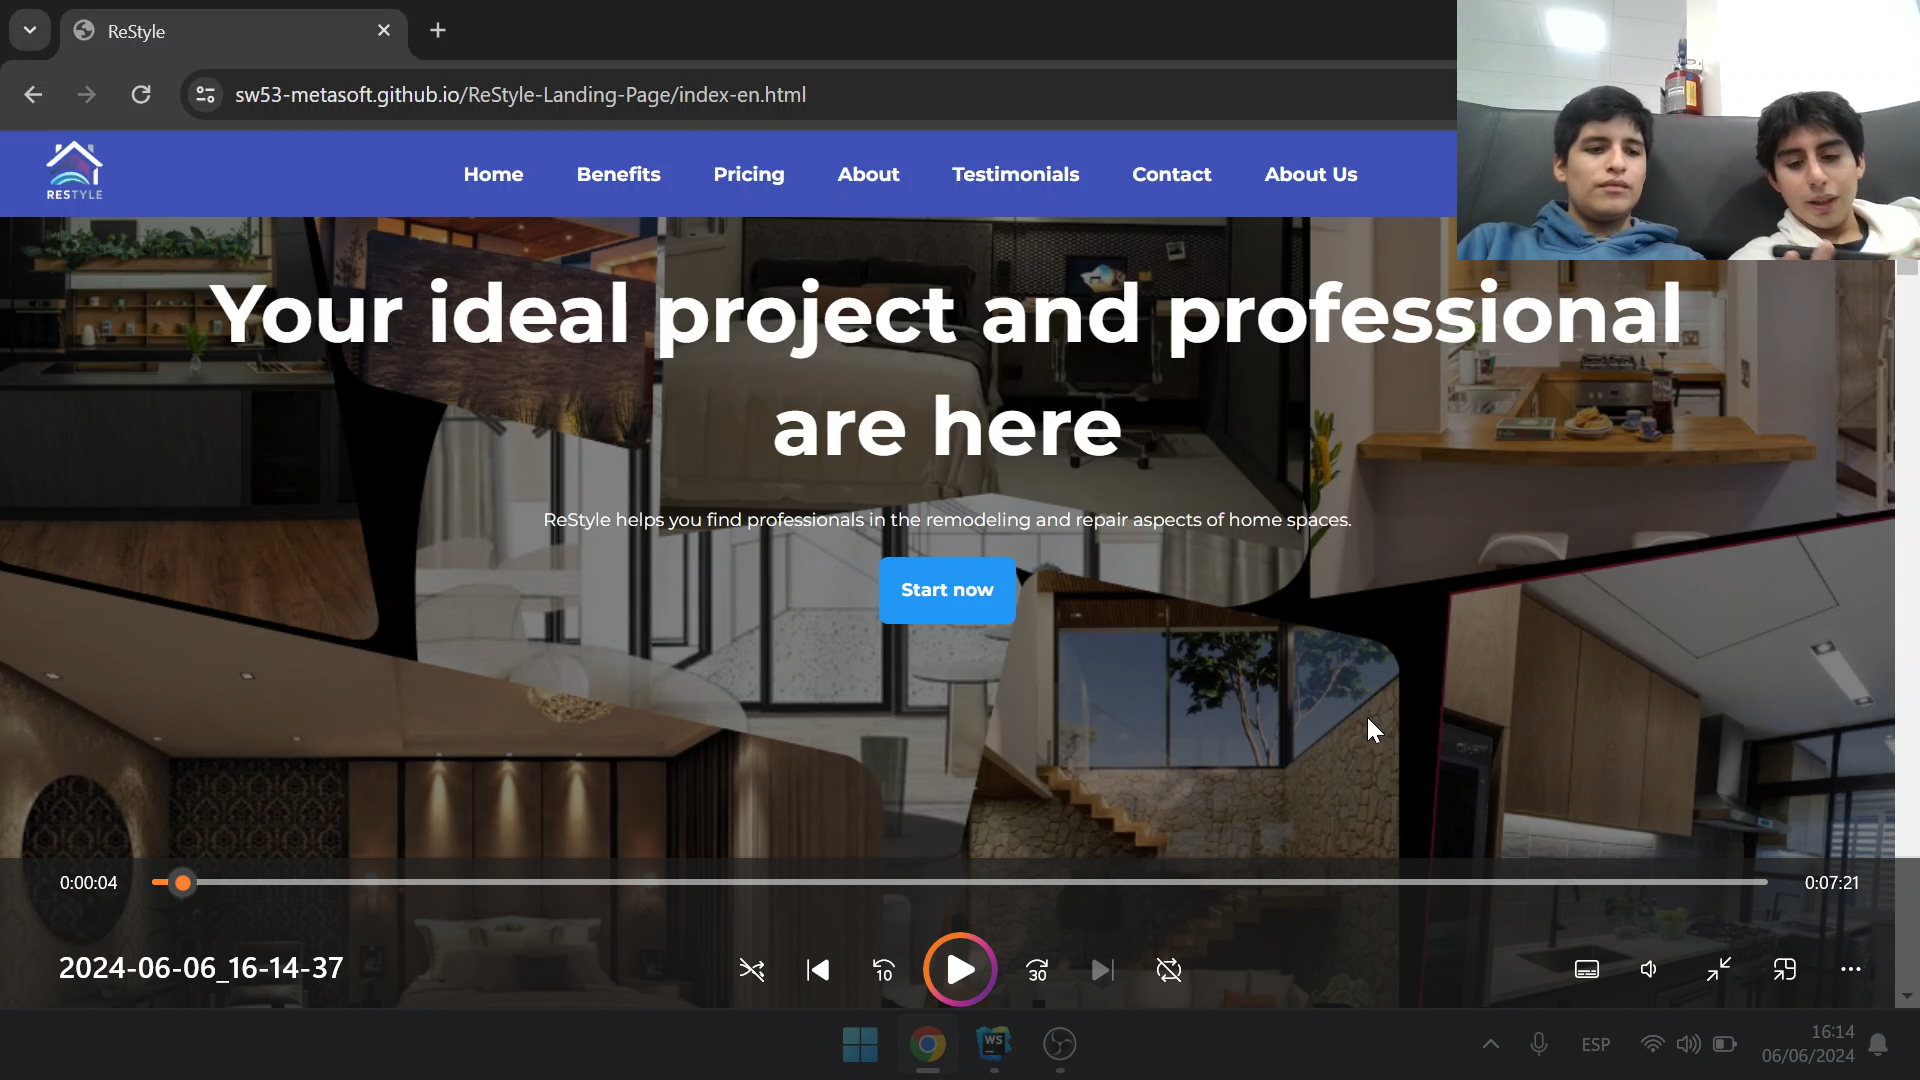 ReStyle
sw53-metasoft.github.io/ReStyle-Landing-Page/index-en.html
RESTYLE
Home Benefits Pricing About Testimonials Contact About Us
Your ideal project and professional
are here
ReStyle helps you find professionals in the remodeling and repair aspects of home spaces.
Start now
0:00:04
0:07:21
2024-06-06_16-14-37
10
30
WS
ESP
16:14
06/06/2024